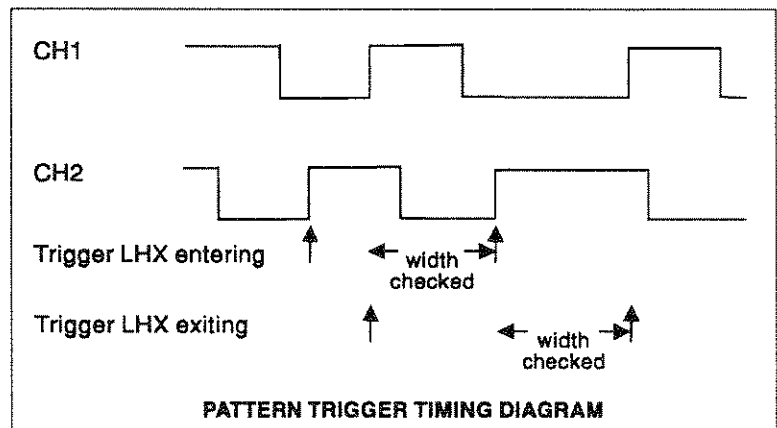 CH1
CH2
Trigger LHX entering
width
checked
Trigger LHX exiting
width
checked
PATTERN TRIGGER TIMING DIAGRAM